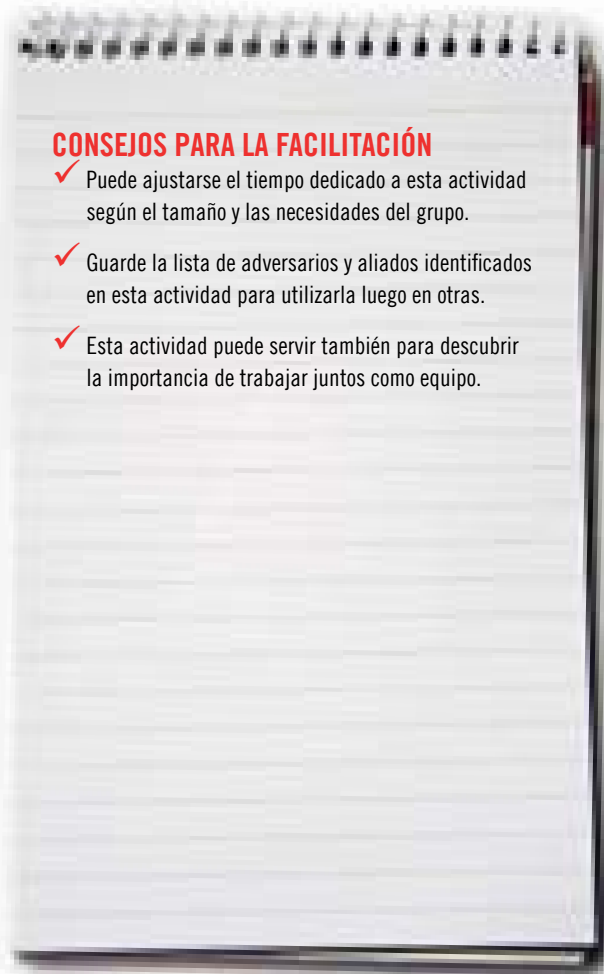 CONSEJOS PARA LA FACILITACIÓN
✓ Puede ajustarse el tiempo dedicado a esta actividad
según el tamaño y las necesidades del grupo.
✓ Guarde la lista de adversarios y aliados identificados
en esta actividad para utilizarla luego en otras.
✓ Esta actividad puede servir también para descubrir
la importancia de trabajar juntos como equipo.